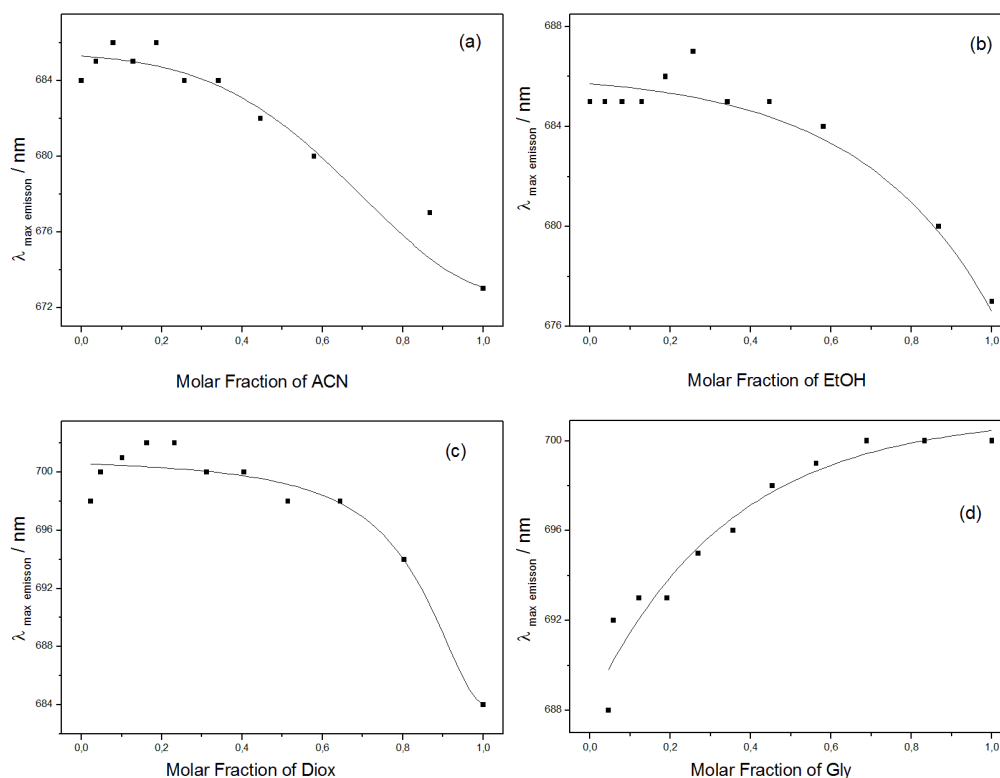 (a)
λ max emisson / nm
684
680
676
672
0,0 0,2 0,4 0,6 0,8 1,0
Molar Fraction of ACN
(b)
λ max emisson / nm
688
684
680
676
0,0 0,2 0,4 0,6 0,8 1,0
Molar Fraction of EtOH
(c)
λ max emisson / nm
700
696
692
688
684
0,0 0,2 0,4 0,6 0,8 1,0
Molar Fraction of Diox
(d)
λ max emisson / nm
700
696
692
688
0,0 0,2 0,4 0,6 0,8 1,0
Molar Fraction of Gly